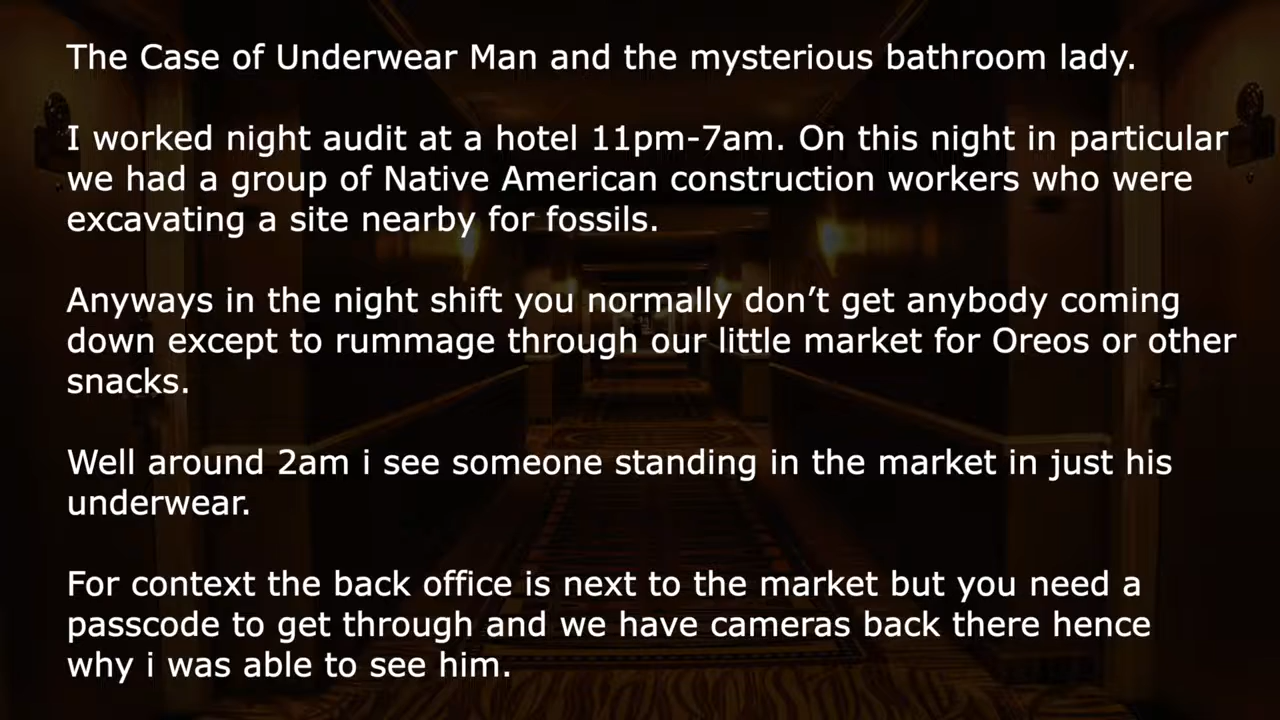 The Case of Underwear Man and the mysterious bathroom lady.
I worked night audit at a hotel 11pm-7am. On this night in particular
we had a group of Native American construction workers who were
excavating a site nearby for fossils.
Anyways in the night shift you normally don’t get anybody coming
down except to rummage through our little market for Oreos or other
snacks.
Well around 2am i see someone standing in the market in just his
underwear.
For context the back office is next to the market but you need a
passcode to get through and we have cameras back there hence
why i was able to see him.